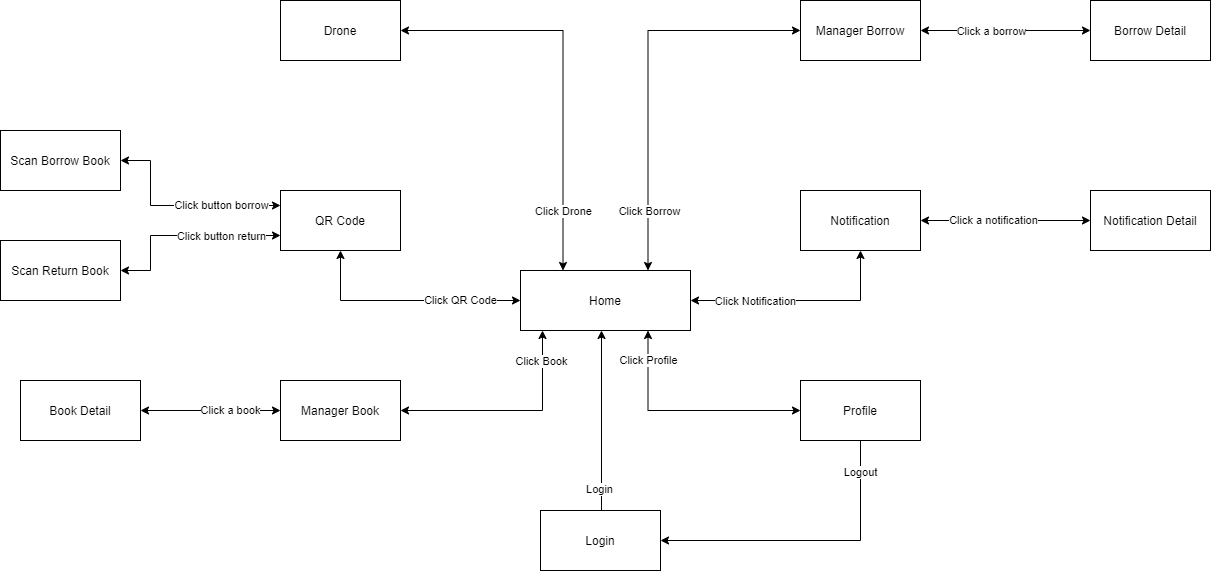 Drone
Manager Borrow
Click a borrow
Borrow Detail
Scan Borrow Book
Click button borrow
QR Code
Click Drone
Click Borrow
Notification
Click a notification
Notification Detail
Click button return
Scan Return Book
Click QR Code
Home
Click Notification
Click Book
Click Profile
Book Detail
Click a book
Manager Book
Profile
Logout
Login
Login